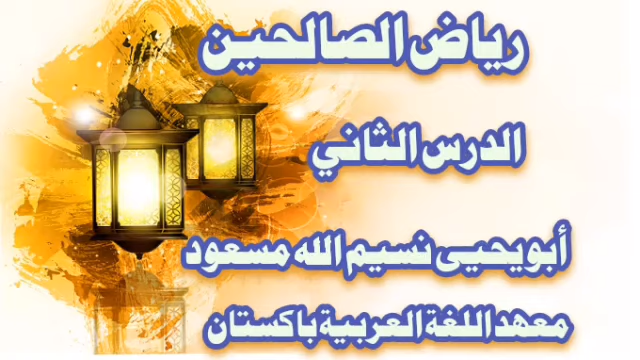 رياض الصالحين
الدرس الثاني
أبويحيى نسيم الله مسعود
معهد اللغة العربية باكستان